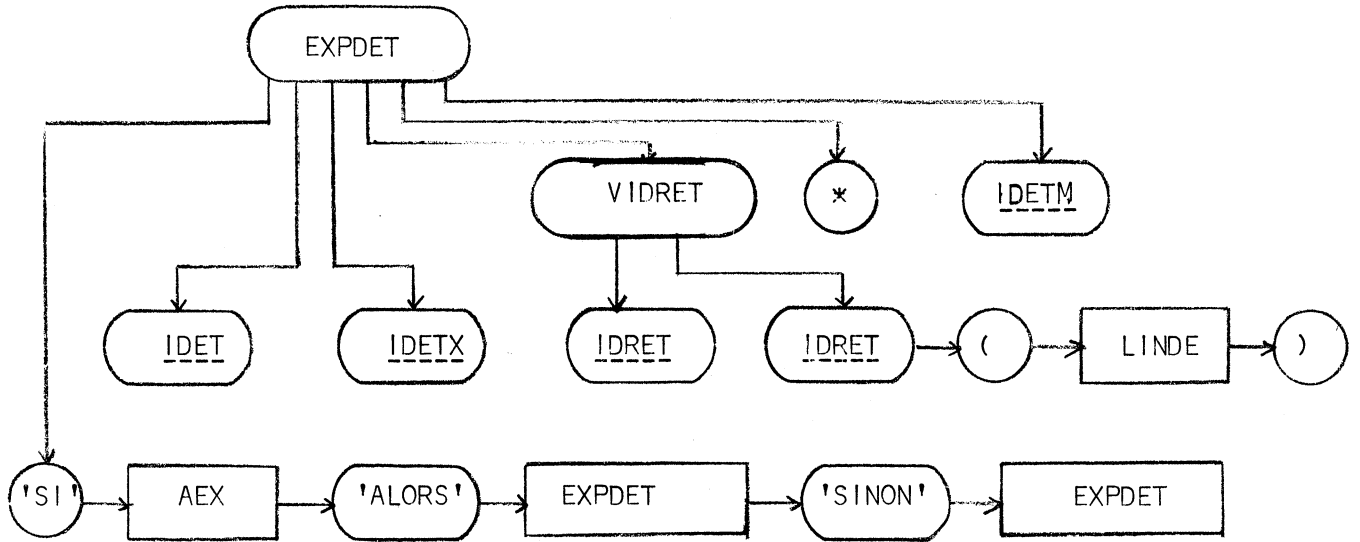 EXPDET
VIDRET
*
IDETM
IDET
IDETX
IDRET
IDRET
(
LINDE
)
'SI'
AEX
'ALORS'
EXPDET
'SINON'
EXPDET